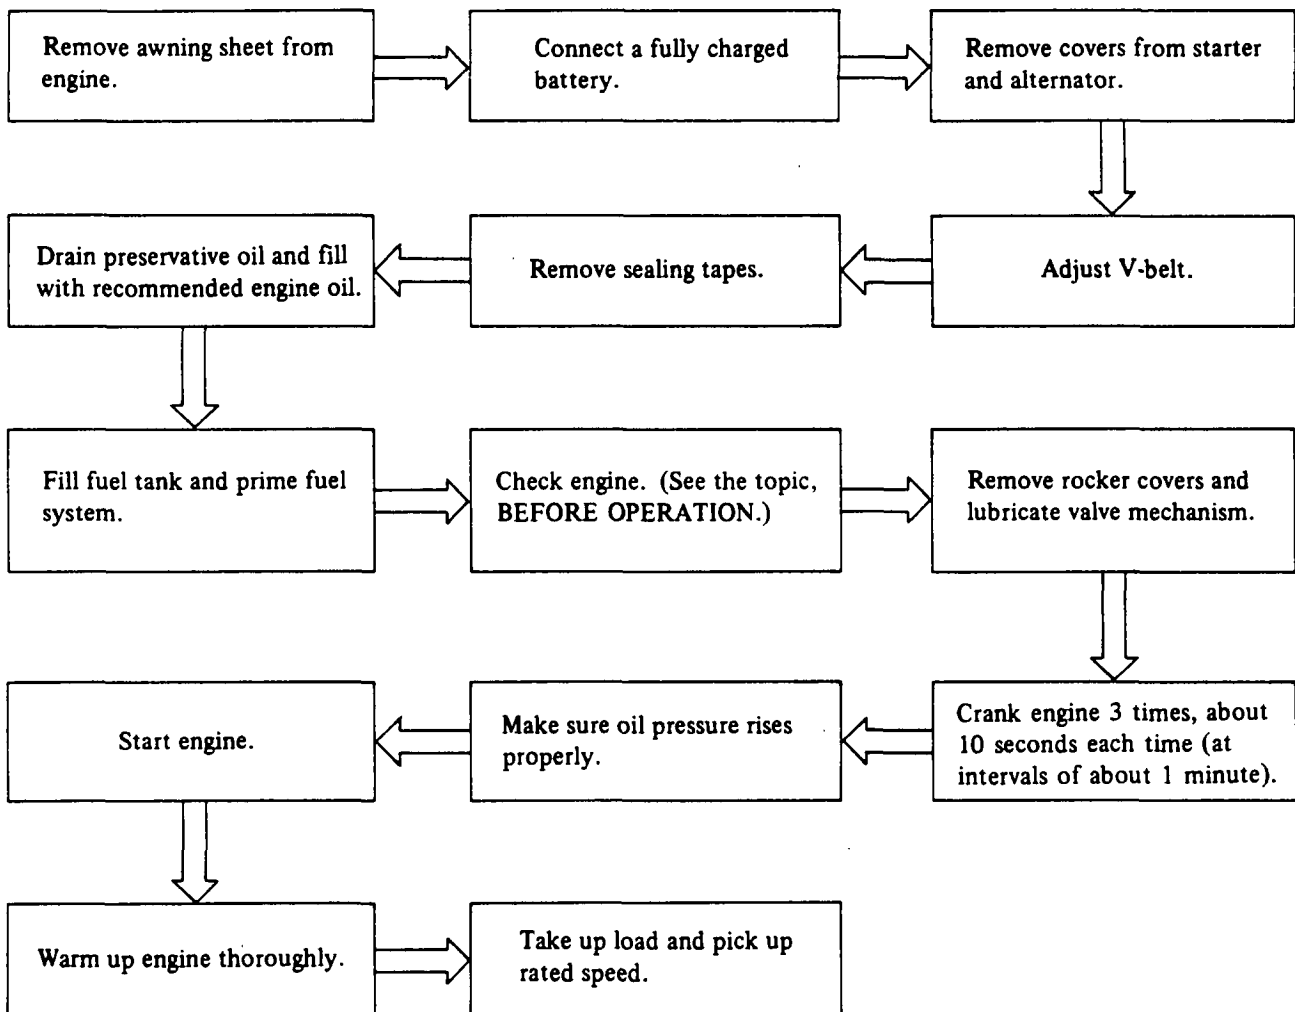 Remove awning sheet from
engine.
Connect a fully charged
battery.
Remove covers from starter
and alternator.
Adjust V-belt.
Remove sealing tapes.
Drain preservative oil and fill
with recommended engine oil.
Fill fuel tank and prime fuel
system.
Check engine. (See the topic,
BEFORE OPERATION.)
Remove rocker covers and
lubricate valve mechanism.
Crank engine 3 times, about
10 seconds each time (at
intervals of about 1 minute).
Make sure oil pressure rises
properly.
Start engine.
Warm up engine thoroughly.
Take up load and pick up
rated speed.